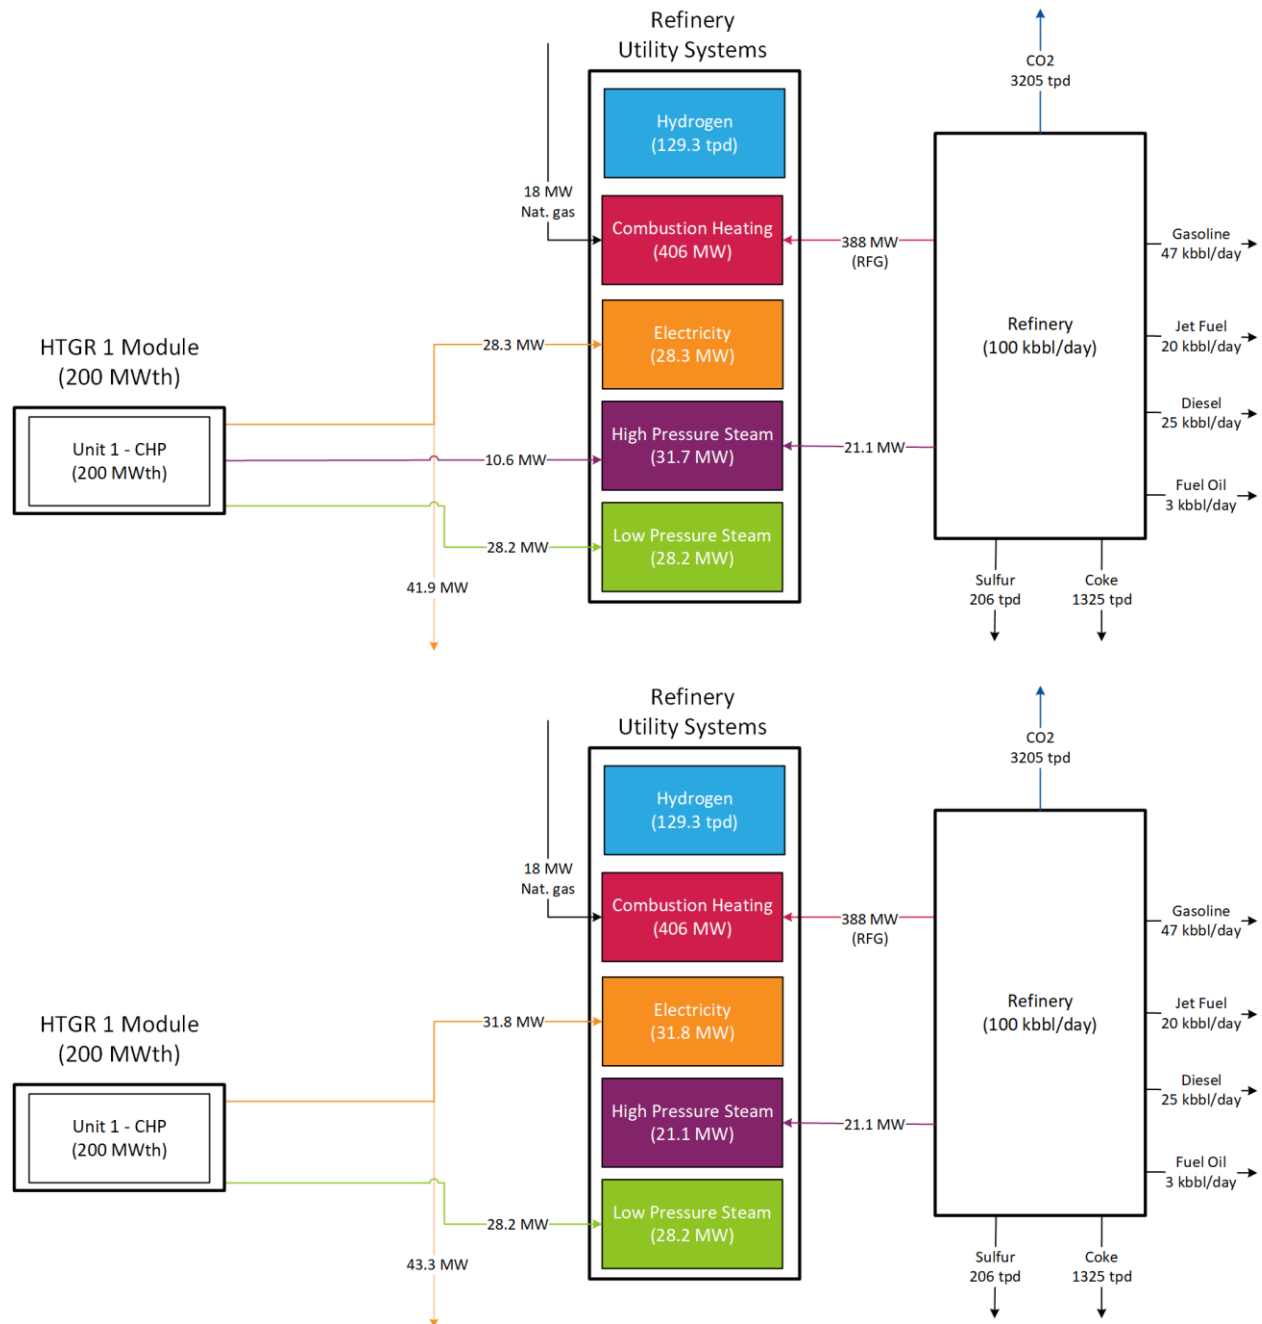 Refinery
Utility Systems
CO2
3205 tpd
Hydrogen
(129.3 tpd)
18 MW
Nat. gas
Combustion Heating
(406 MW)
388 MW
(RFG)
Gasoline
47 kbbl/day
HTGR 1 Module
(200 MWth)
28.3 MW
Electricity
(28.3 MW)
Refinery
(100 kbbl/day)
Jet Fuel
20 kbbl/day
Unit 1 - CHP
(200 MWth)
10.6 MW
High Pressure Steam
(31.7 MW)
21.1 MW
Diesel
25 kbbl/day
28.2 MW
Low Pressure Steam
(28.2 MW)
Fuel Oil
3 kbbl/day
41.9 MW
Sulfur
206 tpd
Coke
1325 tpd
Refinery
Utility Systems
CO2
3205 tpd
Hydrogen
(129.3 tpd)
18 MW
Nat. gas
Combustion Heating
(406 MW)
388 MW
(RFG)
Gasoline
47 kbbl/day
HTGR 1 Module
(200 MWth)
31.8 MW
Electricity
(31.8 MW)
Refinery
(100 kbbl/day)
Jet Fuel
20 kbbl/day
Unit 1 - CHP
(200 MWth)
High Pressure Steam
(21.1 MW)
21.1 MW
Diesel
25 kbbl/day
28.2 MW
Low Pressure Steam
(28.2 MW)
Fuel Oil
3 kbbl/day
43.3 MW
Sulfur
206 tpd
Coke
1325 tpd